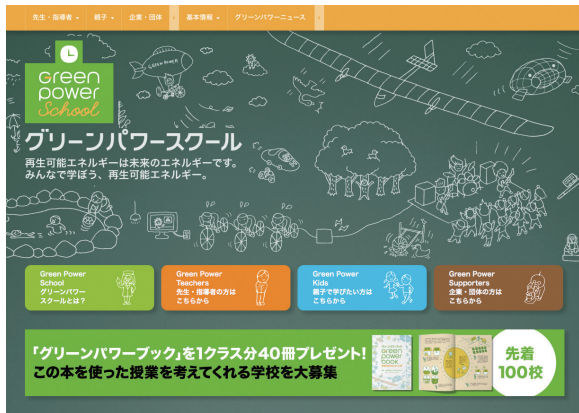 先生・指導者
親子
企業・団体
基本情報
グリーンパワーニュース
GREEN POWER
Green
power
School
グリーンパワースクール
再生可能エネルギーは未来のエネルギーです。
みんなで学ぼう、再生可能エネルギー。
Green Power
School
グリーンパワー
スクールとは？
Green Power
Teachers
先生・指導者の方は
こちらから
Green Power
Kids
親子で学びたい方は
こちらから
Green Power
Supporters
企業・団体の方は
こちらから
「グリーンパワーブック」を1クラス分40冊プレゼント！
この本を使った授業を考えてくれる学校を大募集
green
power
book
先着
100校